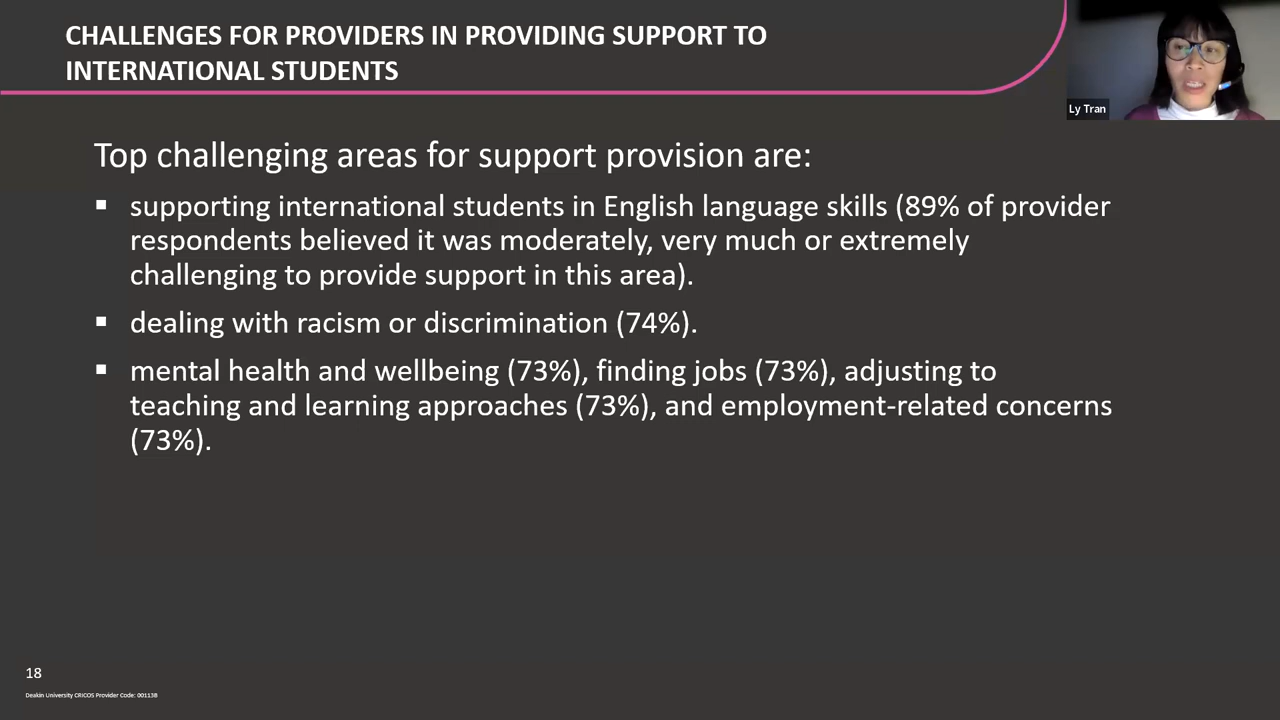 CHALLENGES FOR PROVIDERS IN PROVIDING SUPPORT TO
INTERNATIONAL STUDENTS
Ly Tran
Top challenging areas for support provision are:
▪ supporting international students in English language skills (89% of provider
respondents believed it was moderately, very much or extremely
challenging to provide support in this area).
▪ dealing with racism or discrimination (74%).
▪ mental health and wellbeing (73%), finding jobs (73%), adjusting to
teaching and learning approaches (73%), and employment-related concerns
(73%).
18
Deakin University CRICOS Provider Code: 00113B